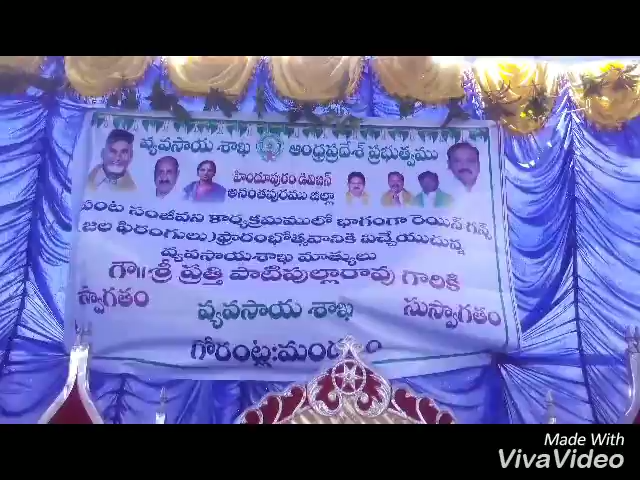 వ్యవసాయ శాఖ ఆంధ్రప్రదేశ్ ప్రభుత్వము
హిందూపురం డివిజన్
అనంతపురము జిల్లా
పంట సంజీవని కార్యక్రమములో భాగంగా రెయిన్ గన్స్
(జల ఫిరంగులు) ప్రారంభోత్సవానికి విచ్చేయుచున్న
వ్యవసాయశాఖ మాత్యులు
గౌ|| శ్రీ ప్రత్తి పాటిపుల్లారావు గారికి
స్వాగతం వ్యవసాయ శాఖ సుస్వాగతం
గోరంట్ల:మండలం
Made With
VivaVideo